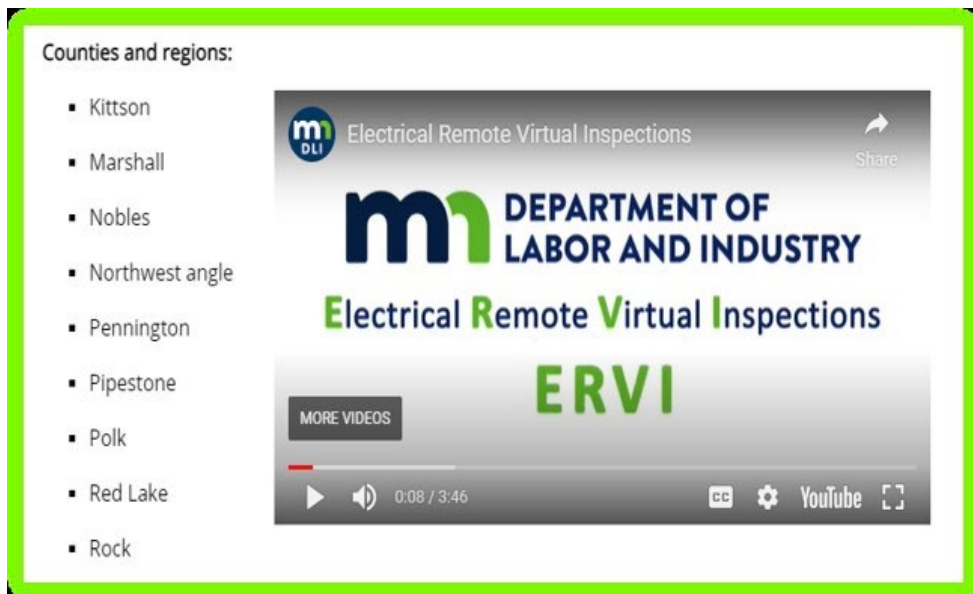 Counties and regions:
▪ Kittson
▪ Marshall
▪ Nobles
▪ Northwest angle
▪ Pennington
▪ Pipestone
▪ Polk
▪ Red Lake
▪ Rock
mn
DLI
Electrical Remote Virtual Inspections
Share
mn
DEPARTMENT OF
LABOR AND INDUSTRY
Electrical Remote Virtual Inspections
ERVI
MORE VIDEOS
0:08 / 3:46
CC
YouTube